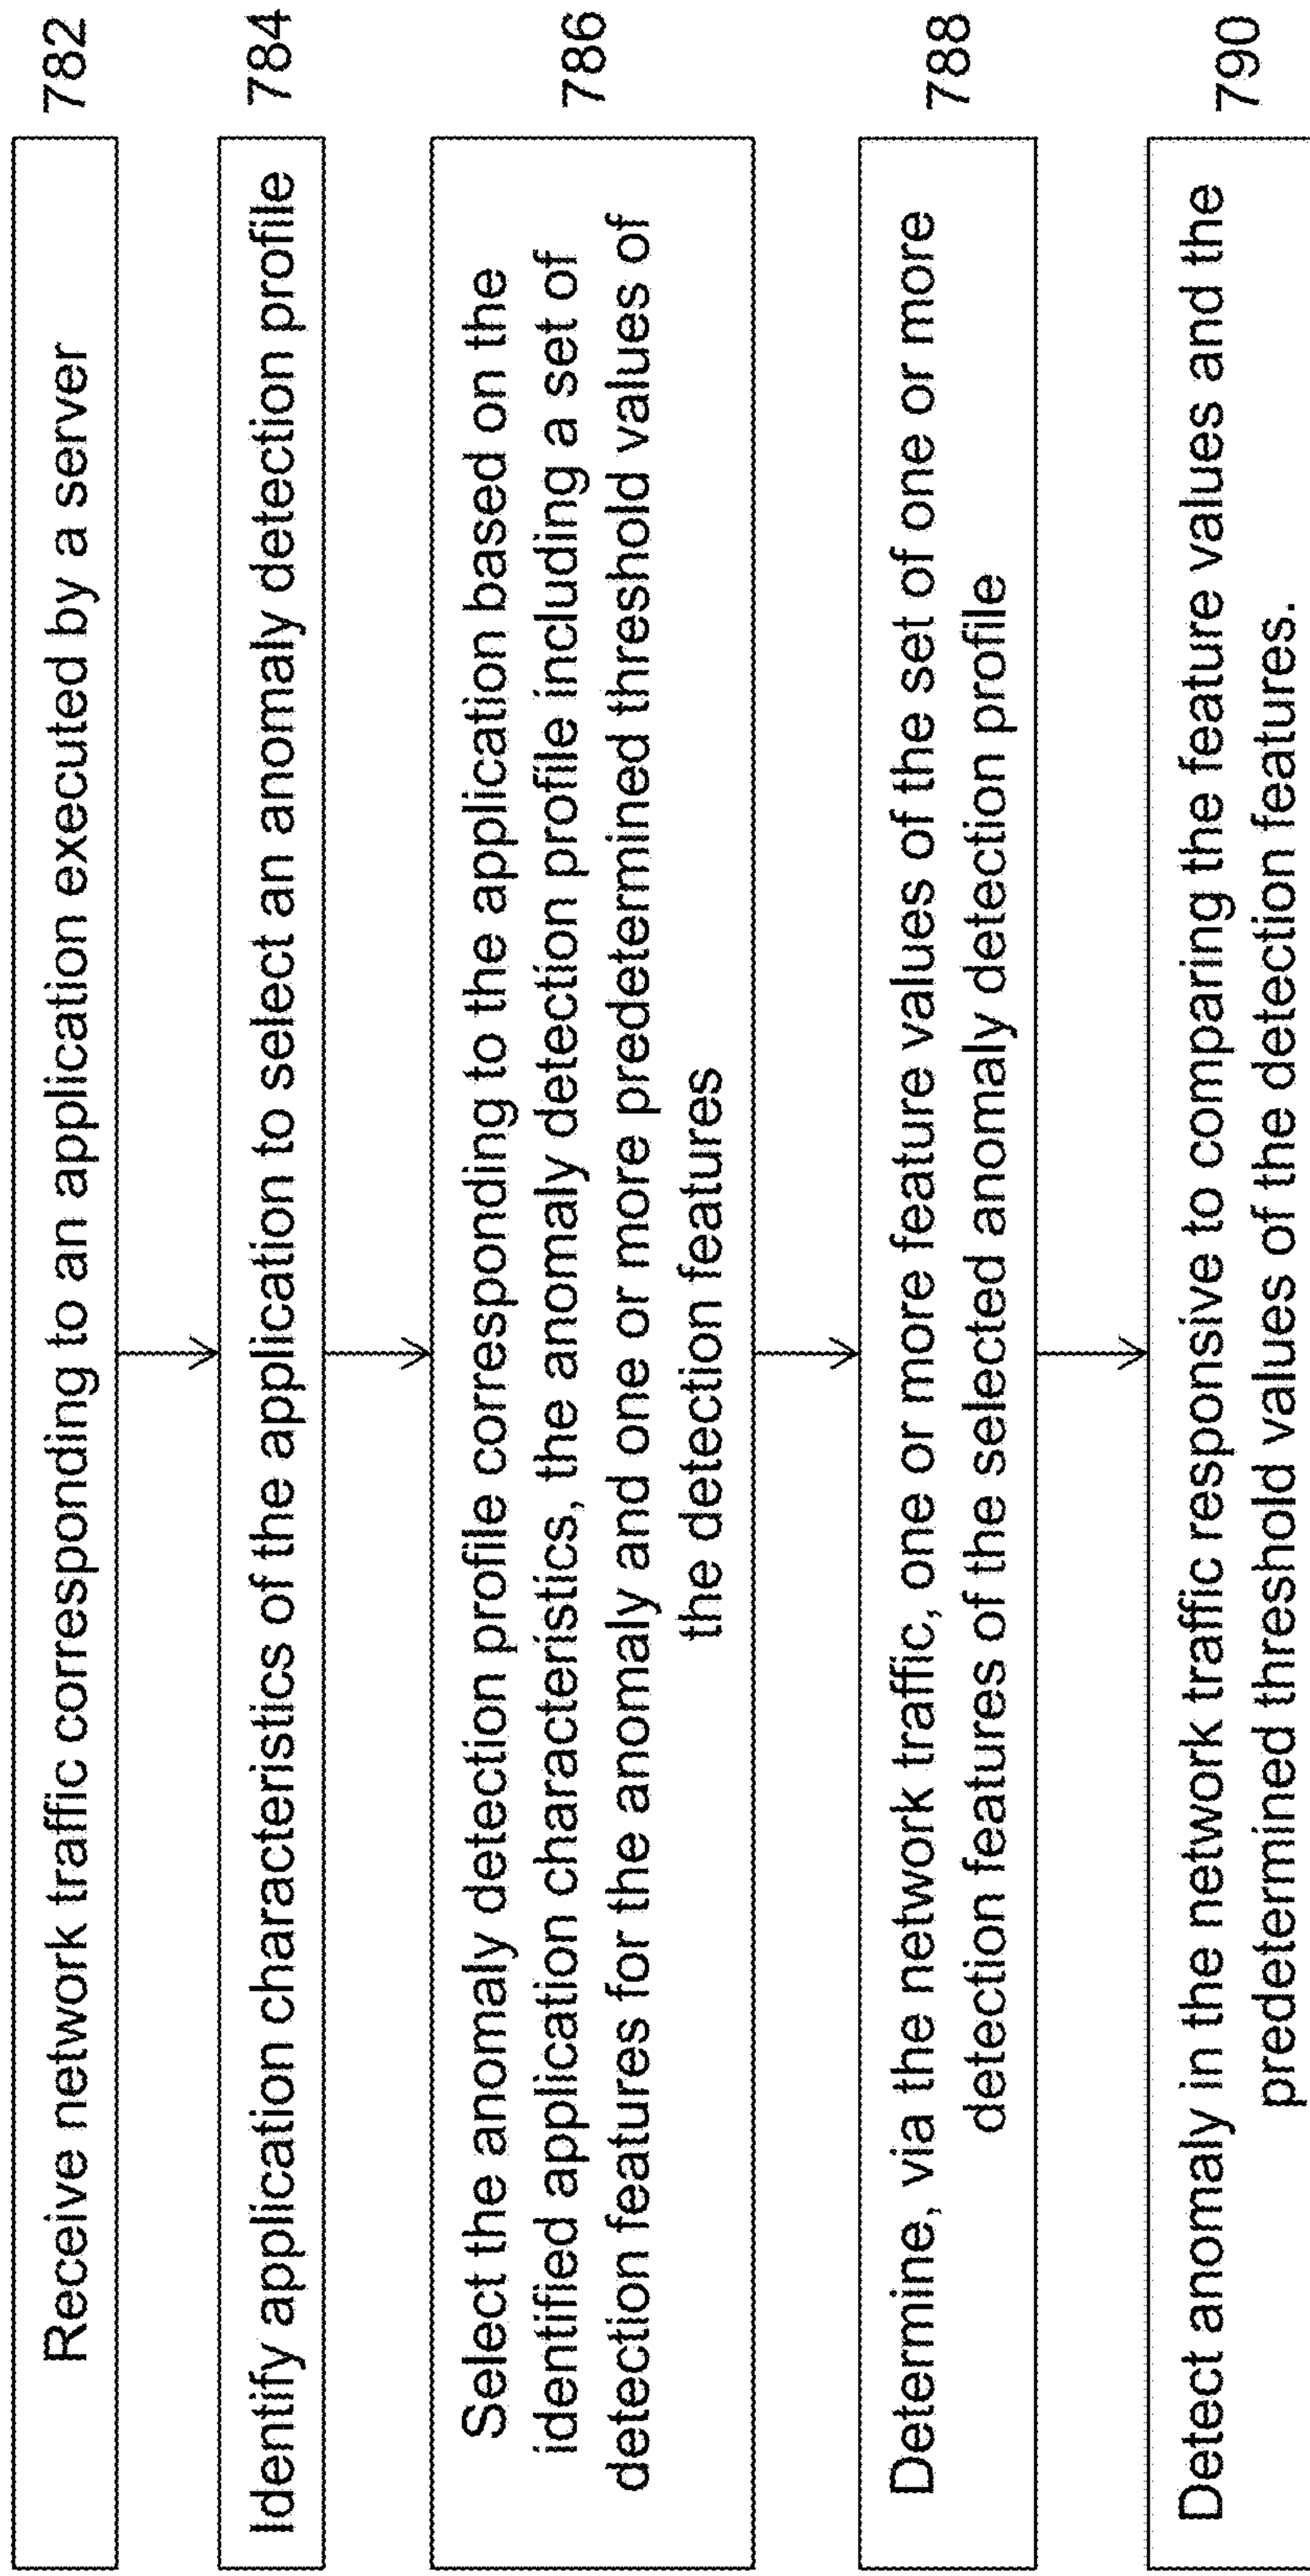 Receive network traffic corresponding to an application executed by a server
782
Identify application characteristics of the application to select an anomaly detection profile
784
Select the anomaly detection profile corresponding to the application based on the
identified application characteristics, the anomaly detection profile including a set of
detection features for the anomaly and one or more predetermined threshold values of
the detection features
786
Determine, via the network traffic, one or more feature values of the set of one or more
detection features of the selected anomaly detection profile
788
Detect anomaly in the network traffic responsive to comparing the feature values and the
predetermined threshold values of the detection features.
790